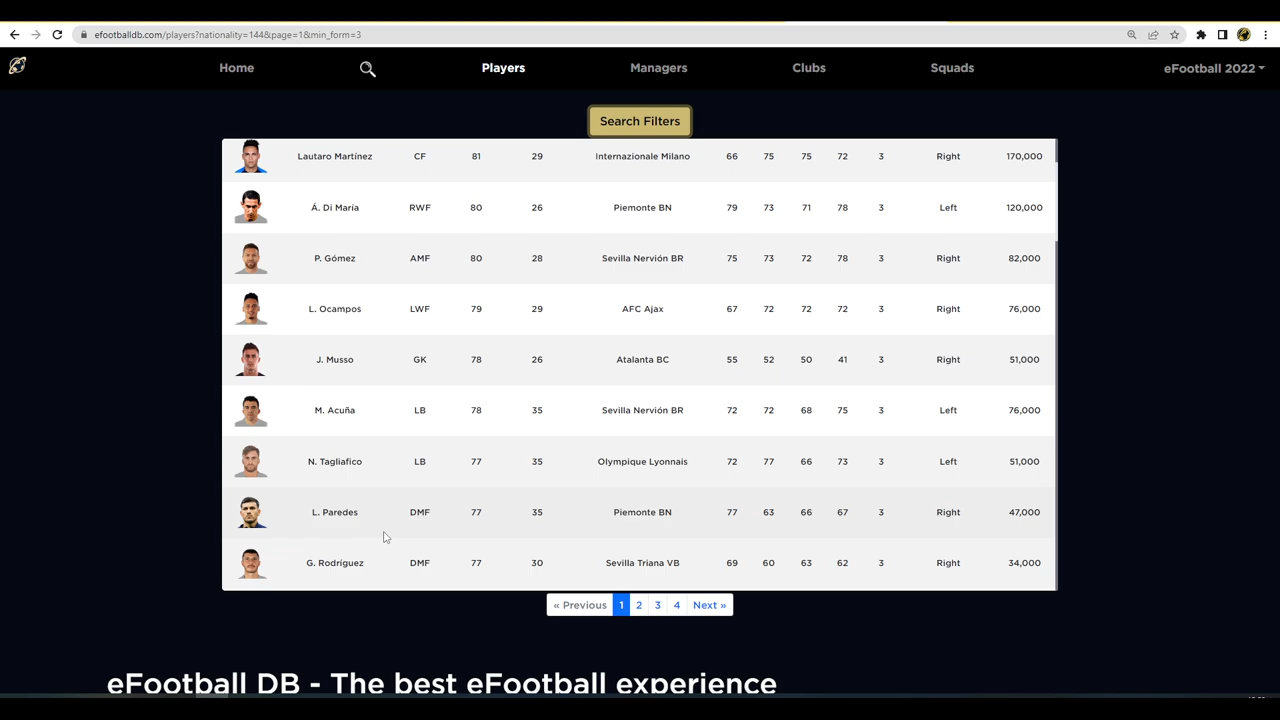 efootballdb.com/players?nationality=144&page=1&min_form=3
Home Players Managers Clubs Squads eFootball 2022
Search Filters
Lautaro Martínez CF 81 29 Internazionale Milano 66 75 75 72 3 Right 170,000
Á. Di María RWF 80 26 Piemonte BN 79 73 71 78 3 Left 120,000
P. Gómez AMF 80 28 Sevilla Nervión BR 75 73 72 78 3 Right 82,000
L. Ocampos LWF 79 29 AFC Ajax 67 72 72 72 3 Right 76,000
J. Musso GK 78 26 Atalanta BC 55 52 50 41 3 Right 51,000
M. Acuña LB 78 35 Sevilla Nervión BR 72 72 68 75 3 Left 76,000
N. Tagliafico LB 77 35 Olympique Lyonnais 72 77 66 73 3 Left 51,000
L. Paredes DMF 77 35 Piemonte BN 77 63 66 67 3 Right 47,000
G. Rodríguez DMF 77 30 Sevilla Triana VB 69 60 63 62 3 Right 34,000
« Previous 1 2 3 4 Next »
eFootball DB - The best eFootball experience